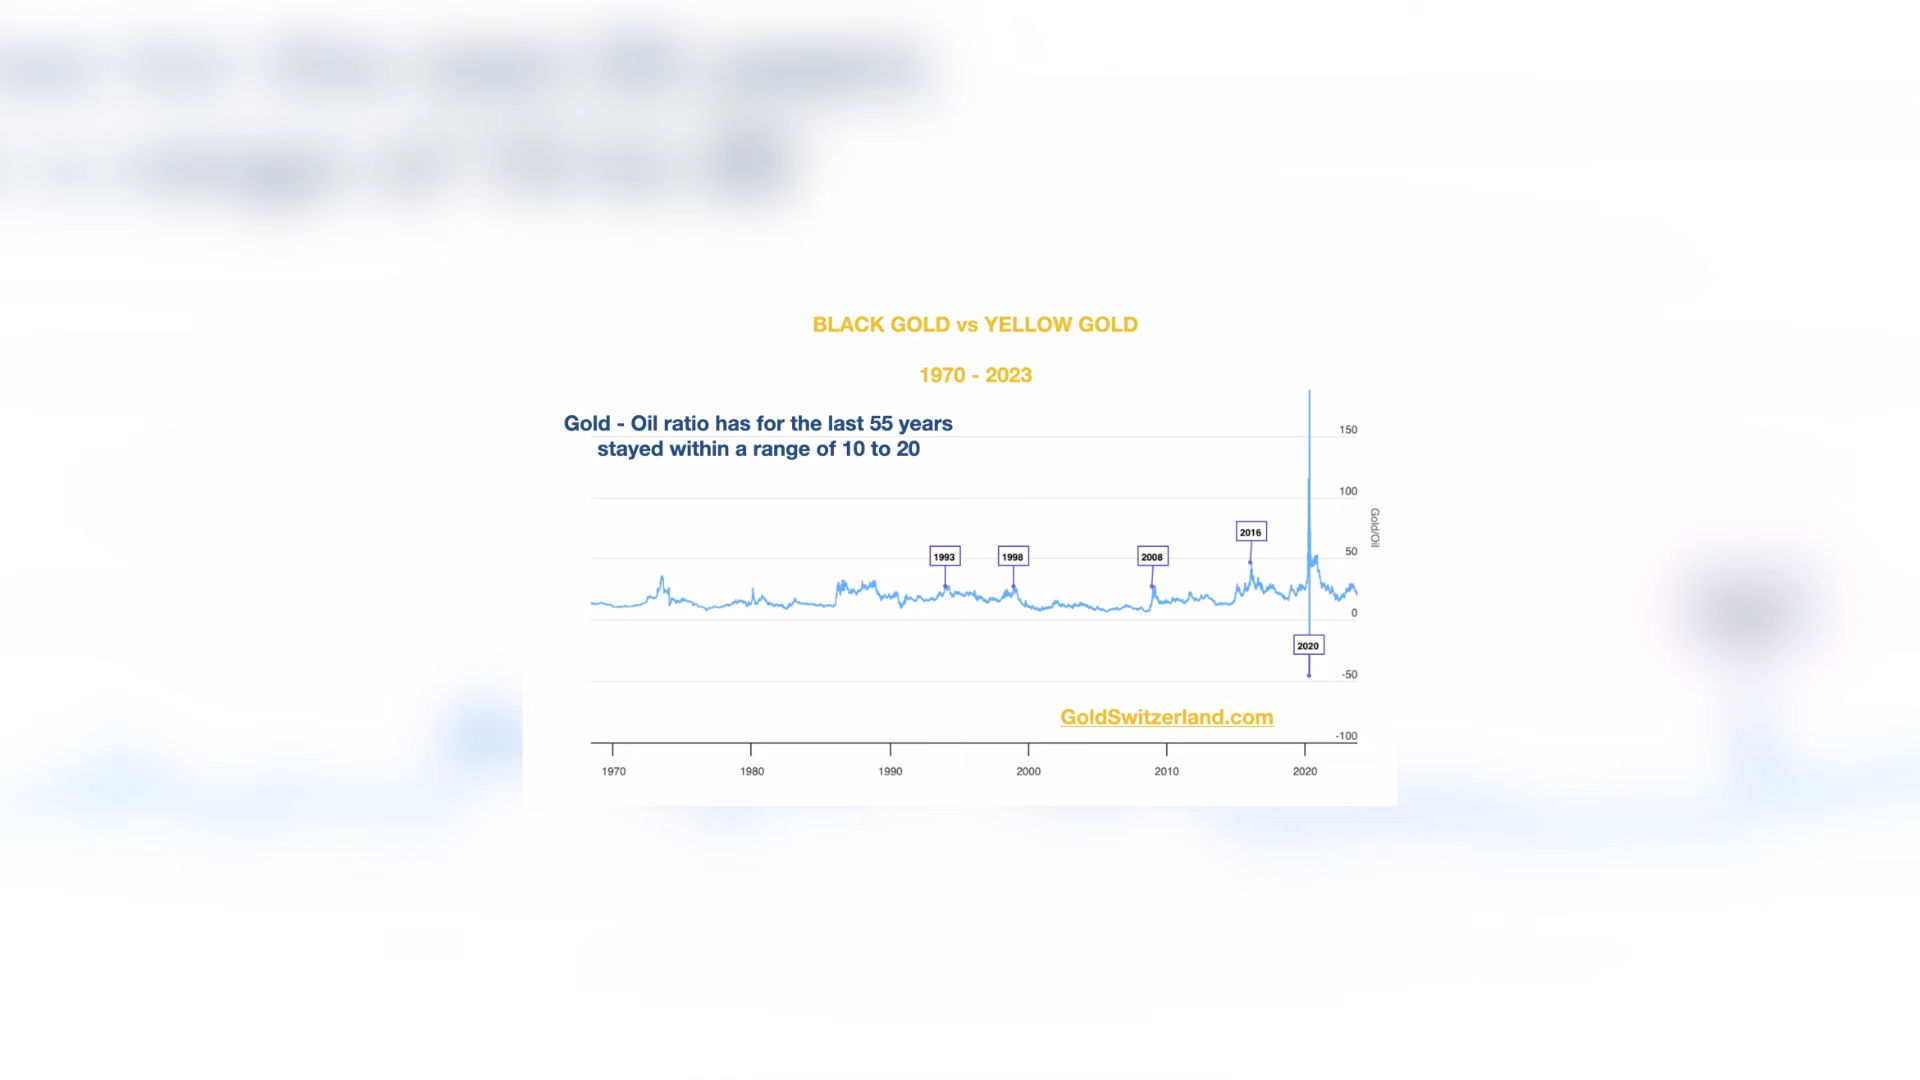 BLACK GOLD vs YELLOW GOLD
1970 - 2023
Gold - Oil ratio has for the last 55 years
stayed within a range of 10 to 20
150
100
50
0
-50
-100
Gold/Oil
1993
1998
2008
2016
2020
GoldSwitzerland.com
1970
1980
1990
2000
2010
2020